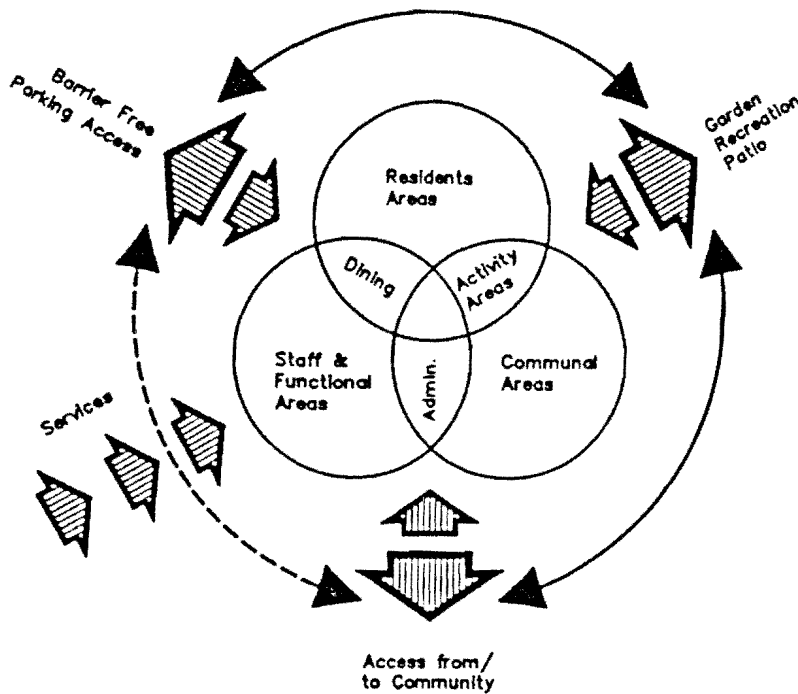 Barrier Free
Parking Access
Garden
Recreation
Patio
Residents
Areas
Dining
Activity
Areas
Staff &
Functional
Areas
Admin.
Communal
Areas
Services
Access from/
to Community